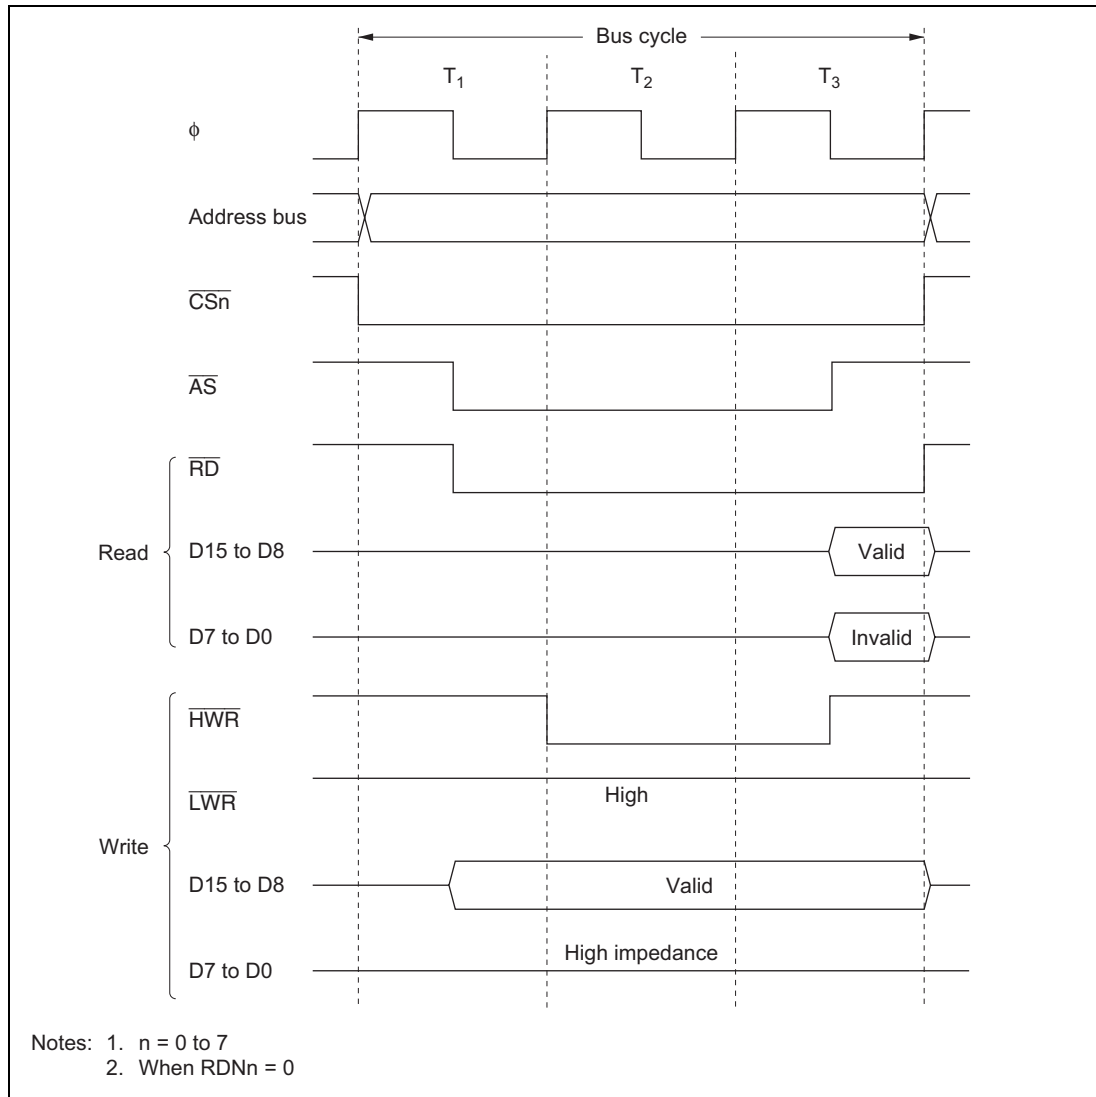 Bus cycle
T1 T2 T3
ϕ
Address bus
CSn
AS
RD
Read
D15 to D8 Valid
D7 to D0 Invalid
HWR
LWR High
Write
D15 to D8 Valid
D7 to D0 High impedance
Notes: 1. n = 0 to 7
2. When RDNn = 0